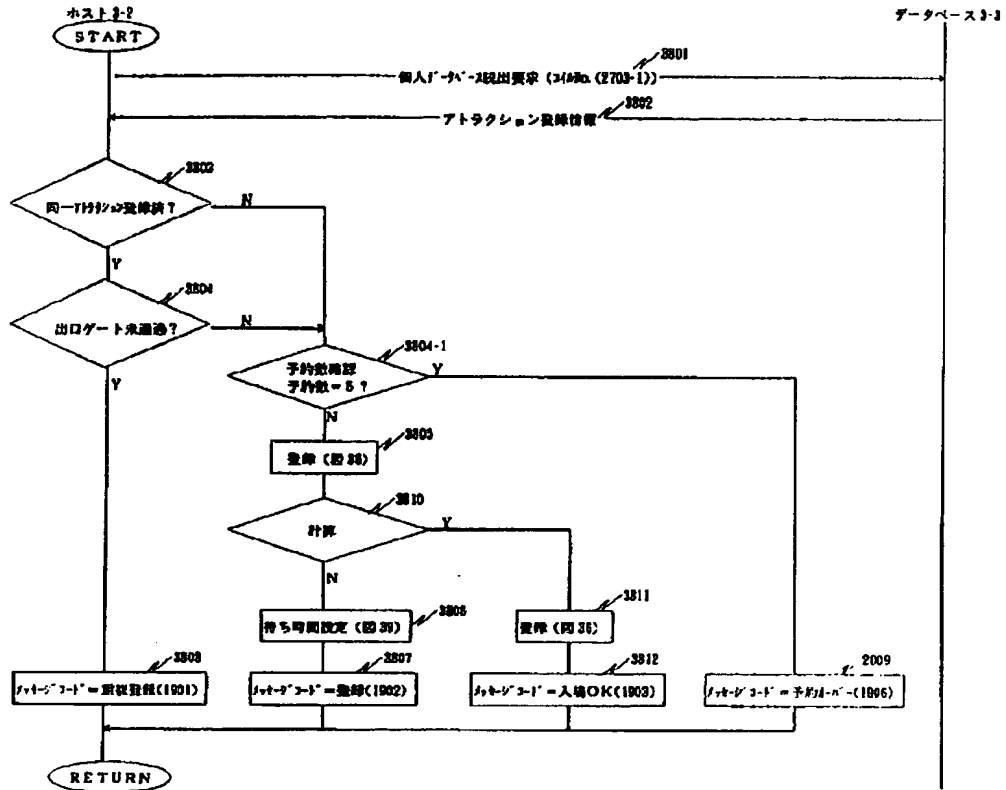 ホスト3-2
データベース3-3
START
3801
個人データベース読出要求 (コイルNo.(2703-1))
3802
アトラクション登録情報
3803
同一アトラクション登録済?
N
Y
3804
出口ゲート未通過?
N
Y
3804-1
予約数確認
予約数=5?
Y
N
3805
登録(図38)
3810
計算
Y
N
3806
待ち時間設定(図39)
3811
登録(図36)
3808
メッセージコード=重複登録(1901)
3807
メッセージコード=登録(1902)
3812
メッセージコード=入場OK(1903)
2009
メッセージコード=予約オーバー(1996)
RETURN